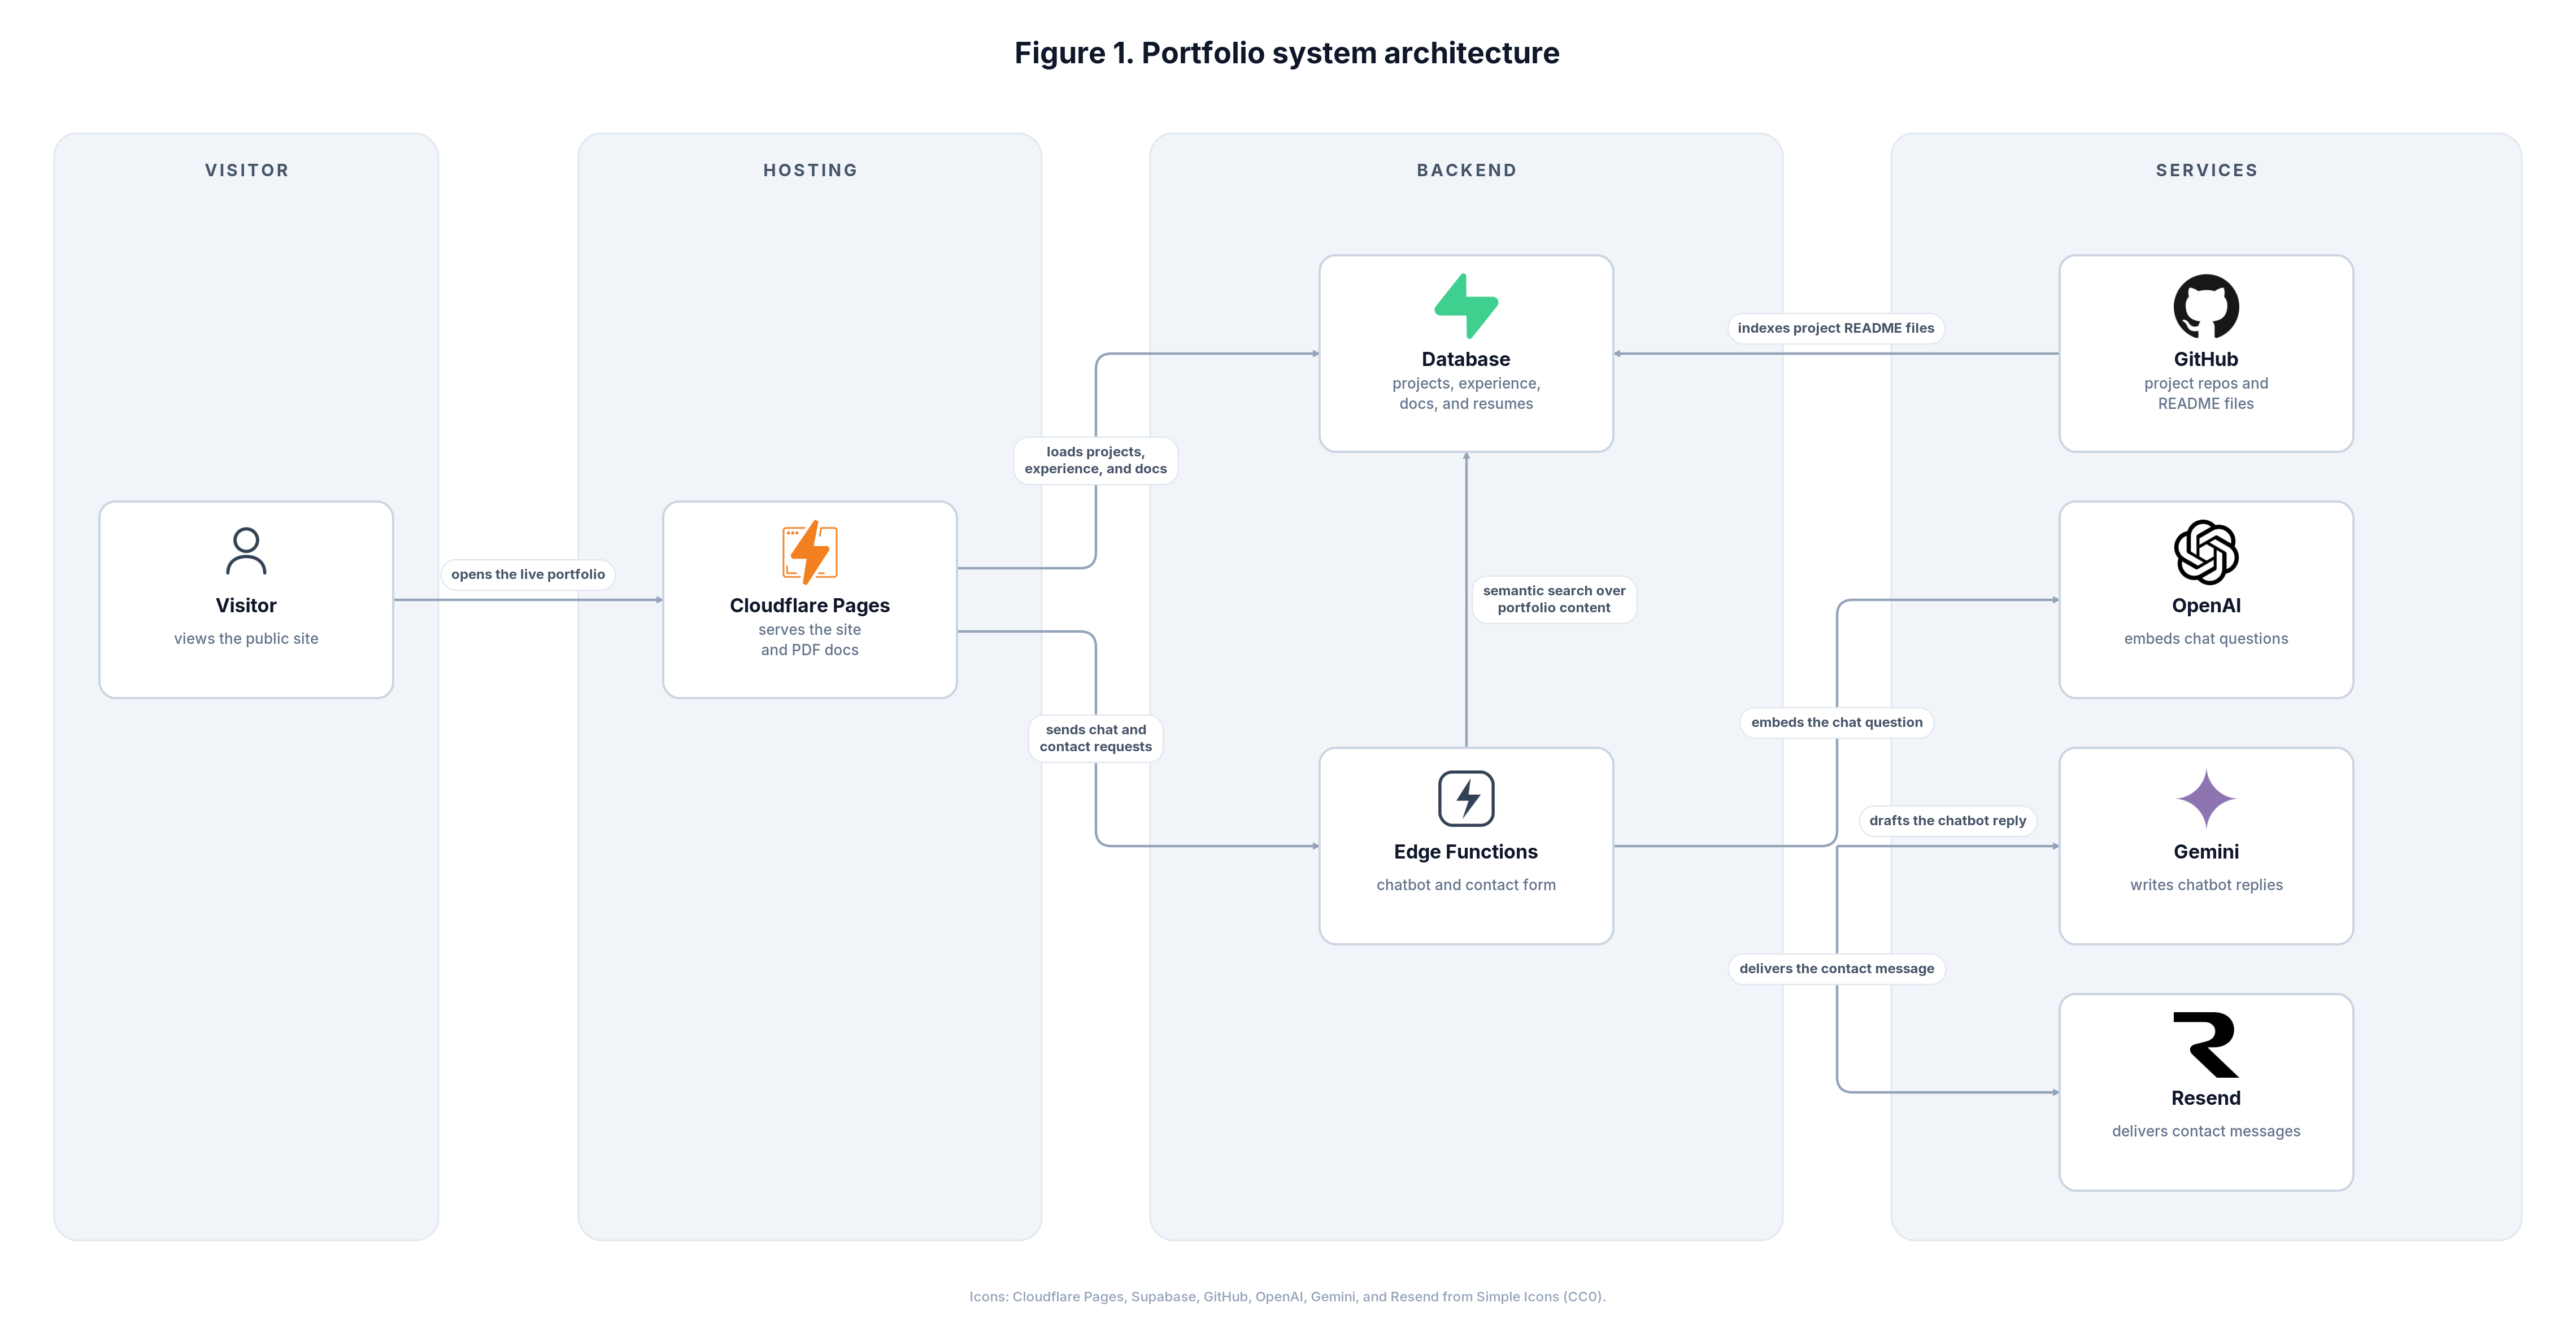 Figure 1. Portfolio system architecture
VISITOR
HOSTING
BACKEND
SERVICES
Visitor
views the public site
opens the live portfolio
Cloudflare Pages
serves the site
and PDF docs
loads projects,
experience, and docs
sends chat and
contact requests
Database
projects, experience,
docs, and resumes
semantic search over
portfolio content
Edge Functions
chatbot and contact form
indexes project README files
embeds the chat question
drafts the chatbot reply
delivers the contact message
GitHub
project repos and
README files
OpenAI
embeds chat questions
Gemini
writes chatbot replies
Resend
delivers contact messages
Icons: Cloudflare Pages, Supabase, GitHub, OpenAI, Gemini, and Resend from Simple Icons (CC0).